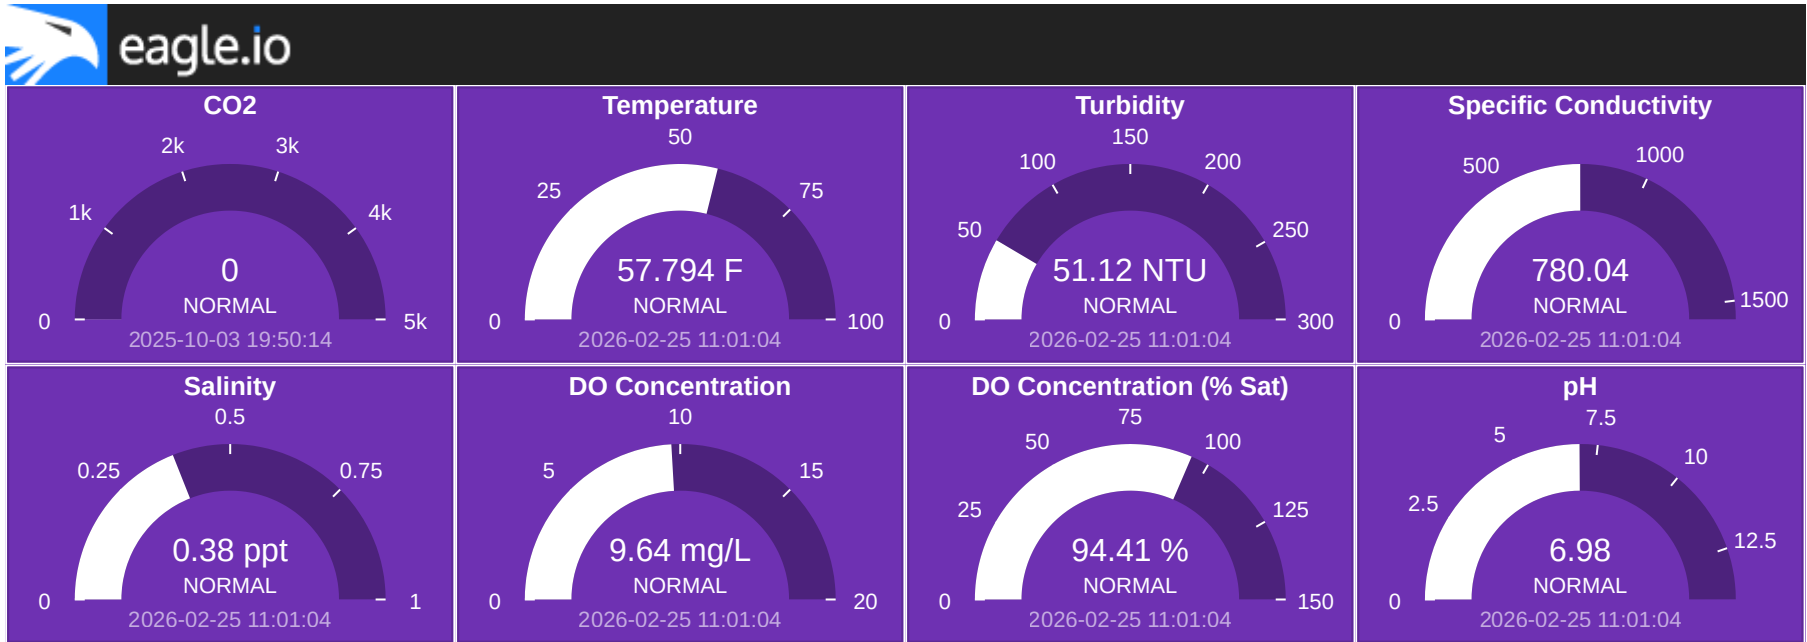 eagle.io
CO2
0
1k
2k
3k
4k
5k
0
NORMAL
2025-10-03 19:50:14
Temperature
0
25
50
75
100
57.794 F
NORMAL
2026-02-25 11:01:04
Turbidity
0
50
100
150
200
250
300
51.12 NTU
NORMAL
2026-02-25 11:01:04
Specific Conductivity
0
500
1000
1500
780.04
NORMAL
2026-02-25 11:01:04
Salinity
0
0.25
0.5
0.75
1
0.38 ppt
NORMAL
2026-02-25 11:01:04
DO Concentration
0
5
10
15
20
9.64 mg/L
NORMAL
2026-02-25 11:01:04
DO Concentration (% Sat)
0
25
50
75
100
125
150
94.41 %
NORMAL
2026-02-25 11:01:04
pH
0
2.5
5
7.5
10
12.5
6.98
NORMAL
2026-02-25 11:01:04